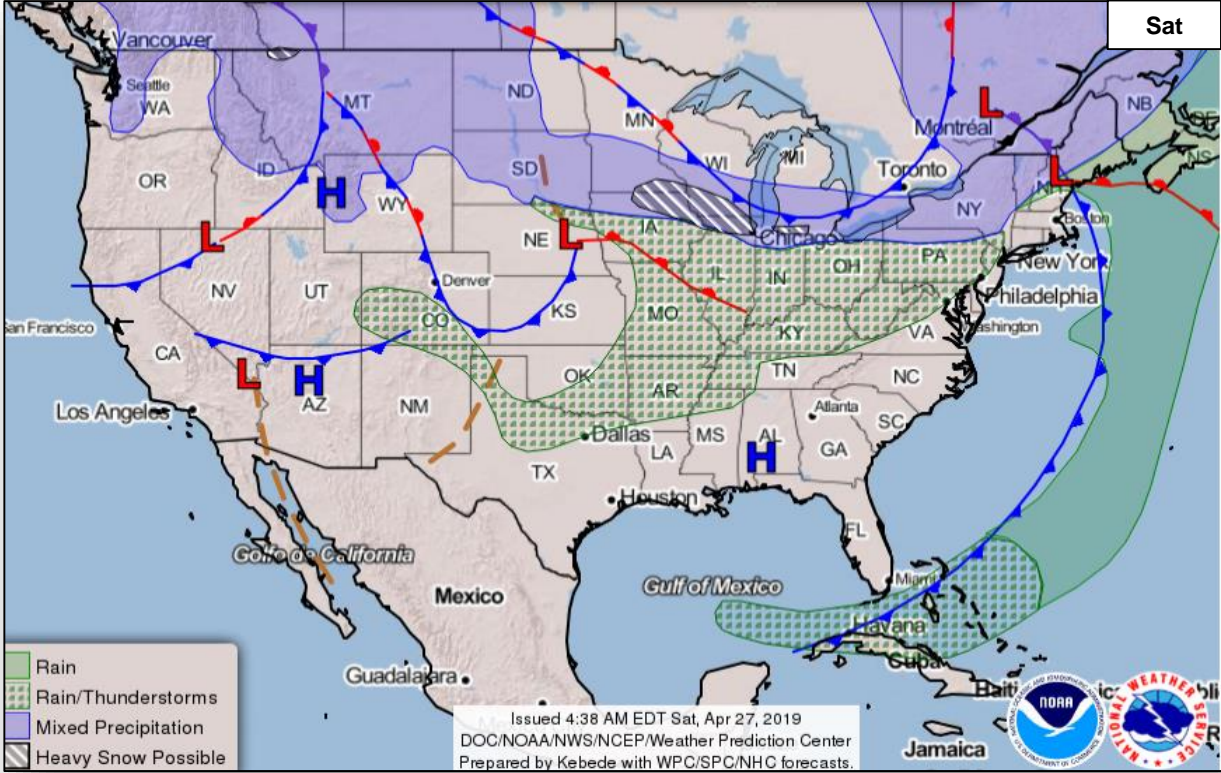 Sat
Vancouver
Seattle
WA
MT
ND
MN
Montréal
NB
L
OR
ID
H
WY
SD
WI
MI
Toronto
L
NH
NS
NY
Boston
L
NE
L
IA
Chicago
New York
NV
UT
Denver
IL
IN
OH
PA
Philadelphia
San Francisco
CO
KS
MO
KY
VA
Washington
CA
L
H
AZ
NM
OK
AR
TN
NC
Los Angeles
Atlanta
SC
Dallas
MS
AL
GA
LA
H
TX
Houston
FL
Golfo de California
Gulf of Mexico
Miami
Mexico
Havana
Cuba
Guadalajara
Haiti
Jamaica
Rain
Rain/Thunderstorms
Mixed Precipitation
Heavy Snow Possible
Issued 4:38 AM EDT Sat, Apr 27, 2019
DOC/NOAA/NWS/NCEP/Weather Prediction Center
Prepared by Kebede with WPC/SPC/NHC forecasts.
NOAA
NATIONAL WEATHER SERVICE